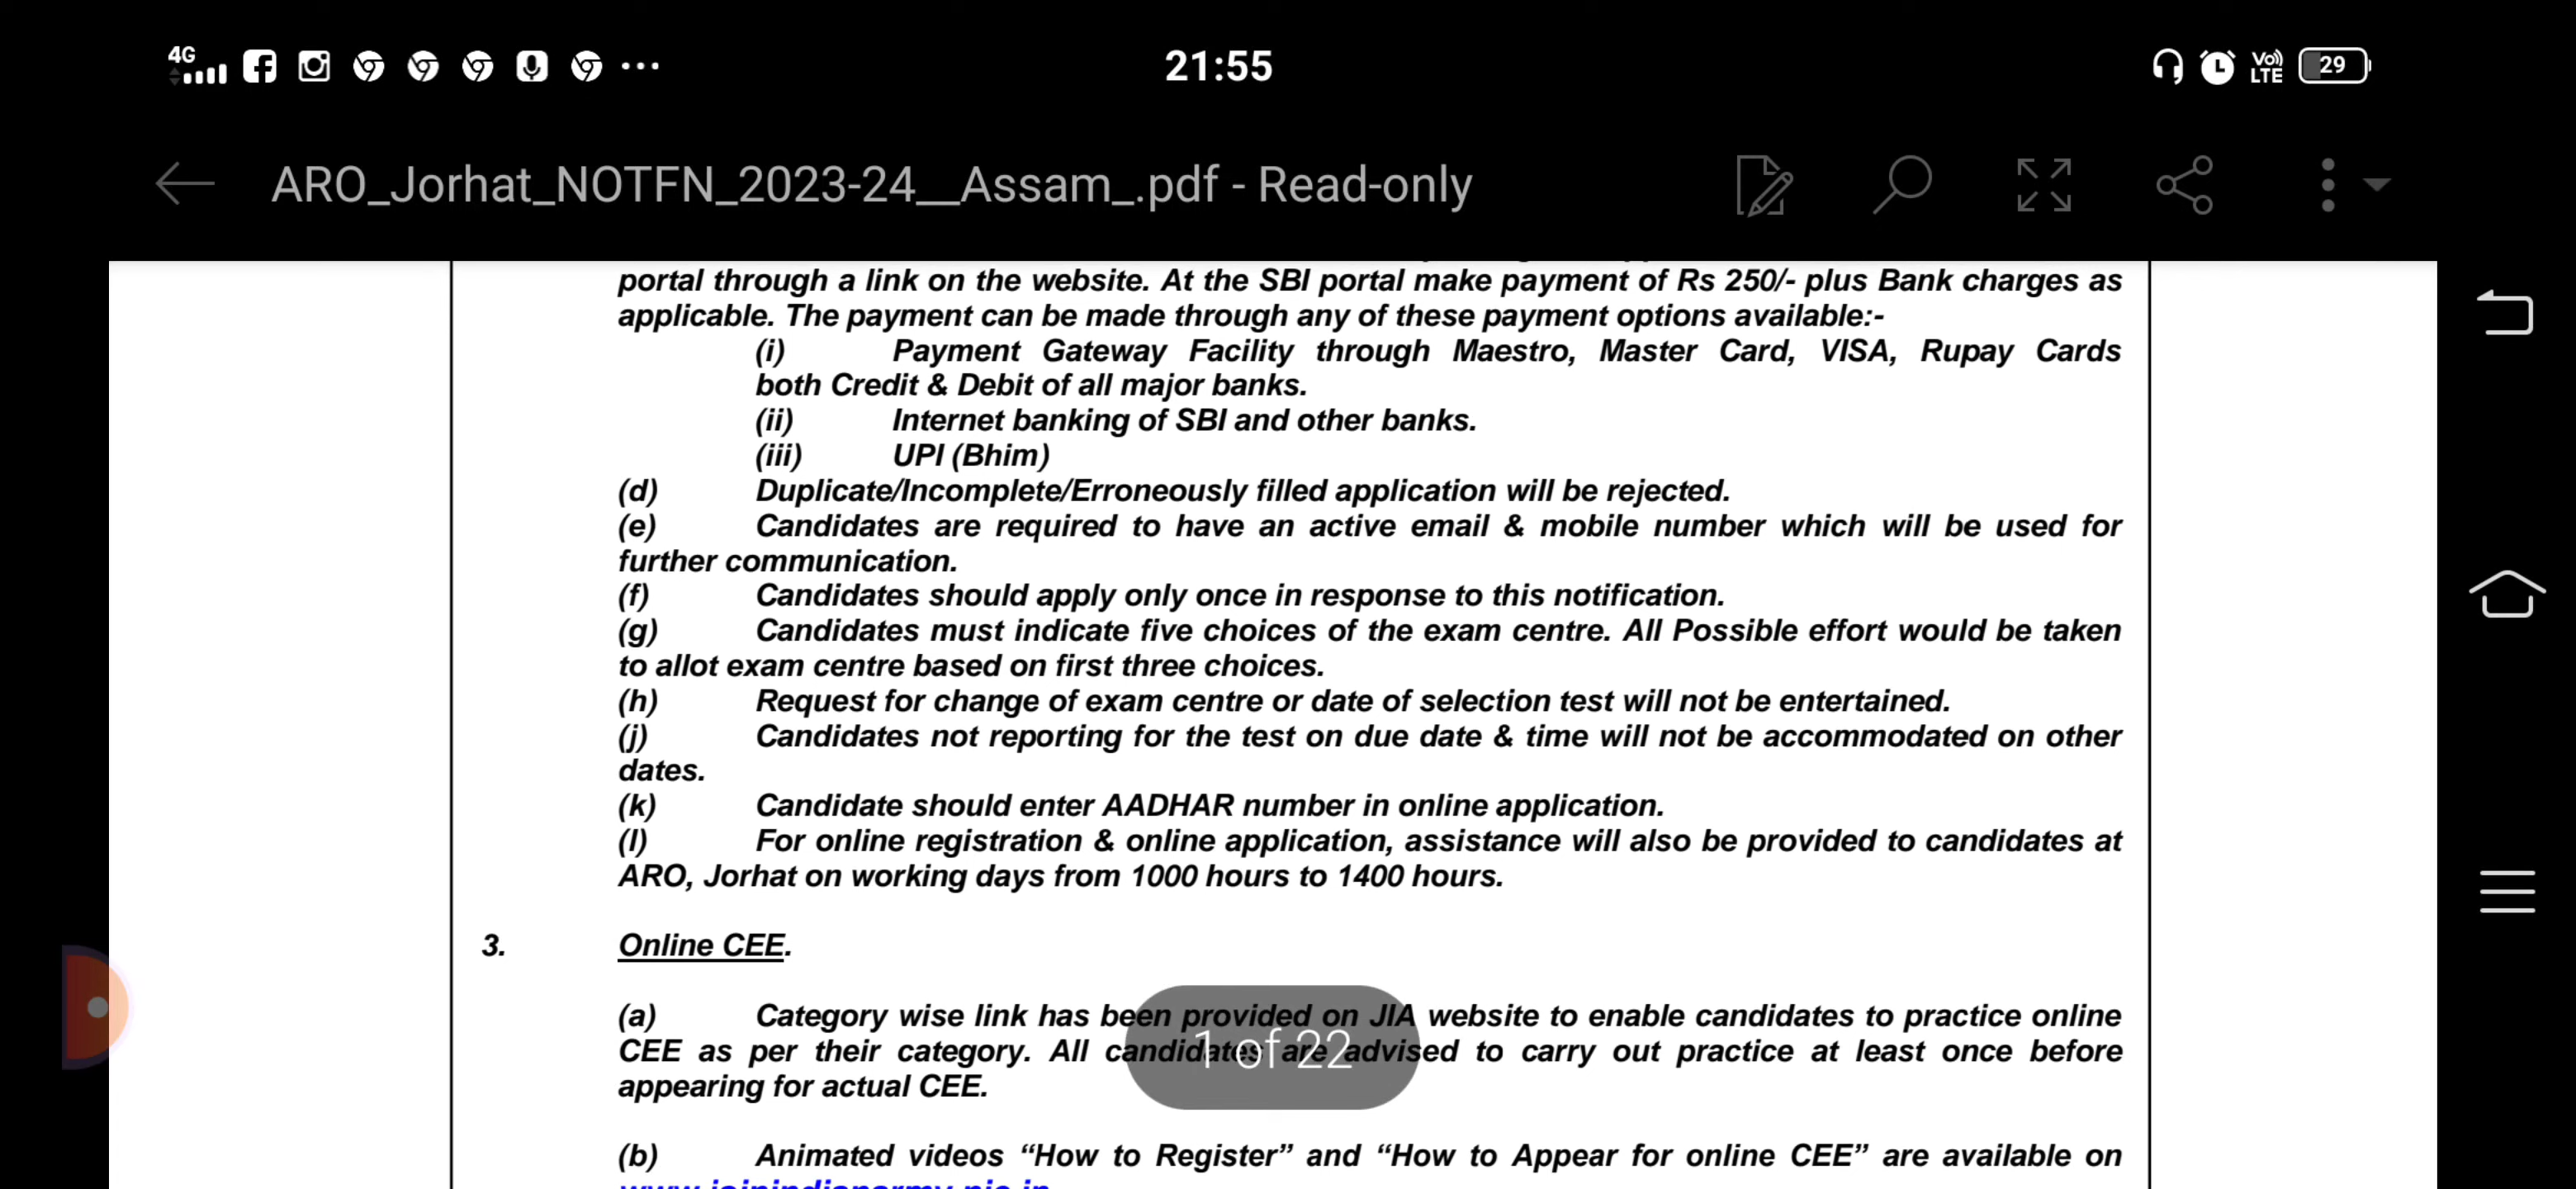 4G
21:55
Vo)) LTE
29
ARO_Jorhat_NOTFN_2023-24__Assam_.pdf - Read-only
portal through a link on the website. At the SBI portal make payment of Rs 250/- plus Bank charges as
applicable. The payment can be made through any of these payment options available:-
(i) Payment Gateway Facility through Maestro, Master Card, VISA, Rupay Cards
both Credit & Debit of all major banks.
(ii) Internet banking of SBI and other banks.
(iii) UPI (Bhim)
(d) Duplicate/Incomplete/Erroneously filled application will be rejected.
(e) Candidates are required to have an active email & mobile number which will be used for
further communication.
(f) Candidates should apply only once in response to this notification.
(g) Candidates must indicate five choices of the exam centre. All Possible effort would be taken
to allot exam centre based on first three choices.
(h) Request for change of exam centre or date of selection test will not be entertained.
(j) Candidates not reporting for the test on due date & time will not be accommodated on other
dates.
(k) Candidate should enter AADHAR number in online application.
(l) For online registration & online application, assistance will also be provided to candidates at
ARO, Jorhat on working days from 1000 hours to 1400 hours.
3. Online CEE.
(a) Category wise link has been provided on JIA website to enable candidates to practice online
CEE as per their category. All candidates are advised to carry out practice at least once before
1 of 22
appearing for actual CEE.
(b) Animated videos “How to Register” and “How to Appear for online CEE” are available on
www.joinindianarmy.nic.in